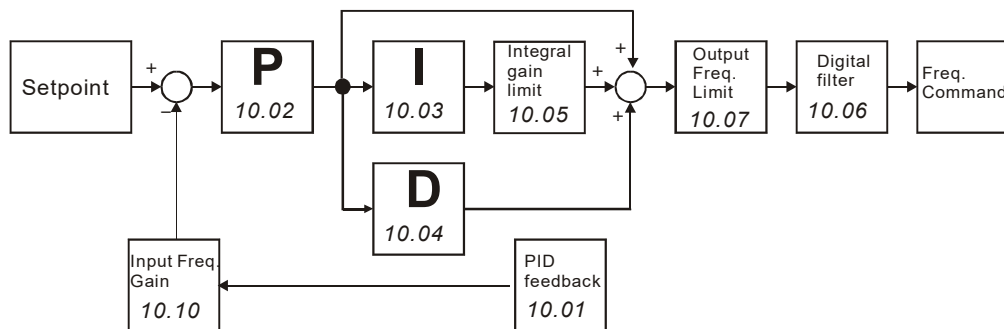 Setpoint
+
−
P
10.02
I
10.03
Integral
gain
limit
10.05
D
10.04
+
+
+
Output
Freq.
Limit
10.07
Digital
filter
10.06
Freq.
Command
Input Freq.
Gain
10.10
PID
feedback
10.01